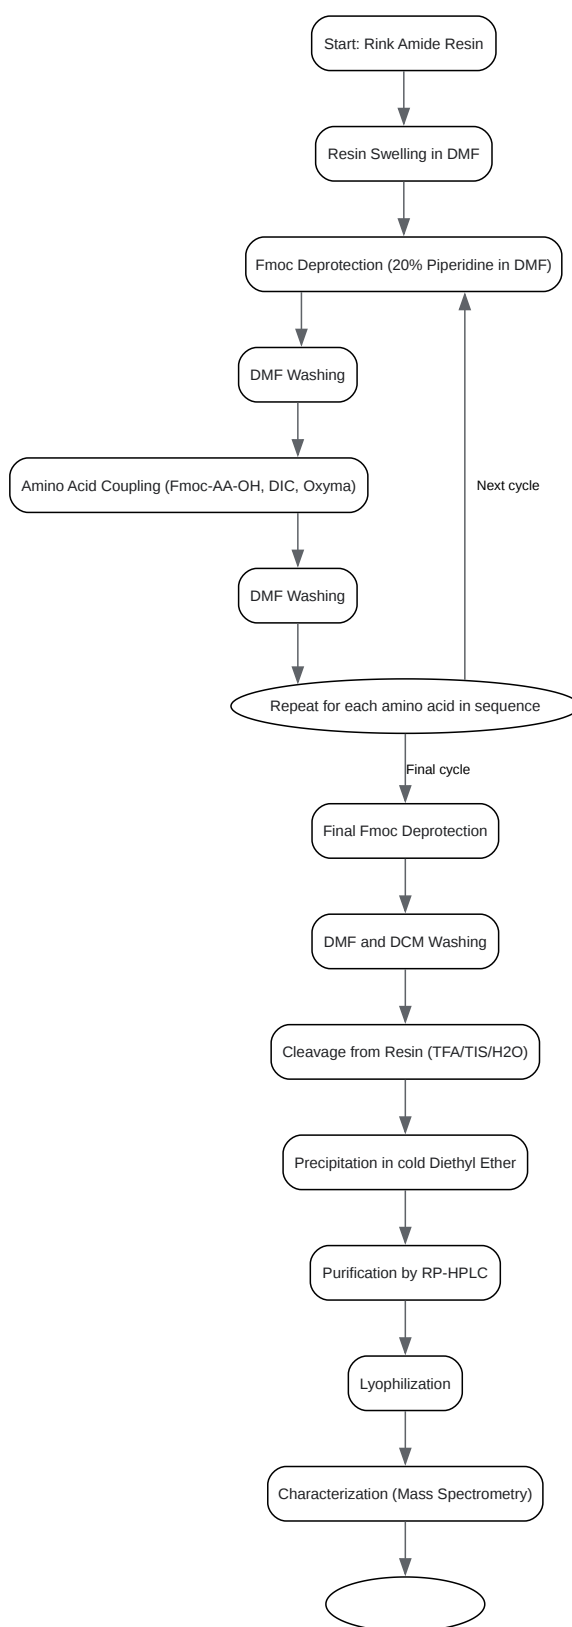 Start: Rink Amide Resin
Resin Swelling in DMF
Fmoc Deprotection (20% Piperidine in DMF)
DMF Washing
Amino Acid Coupling (Fmoc-AA-OH, DIC, Oxyma)
Next cycle
DMF Washing
Repeat for each amino acid in sequence
Final cycle
Final Fmoc Deprotection
DMF and DCM Washing
Cleavage from Resin (TFA/TIS/H2O)
Precipitation in cold Diethyl Ether
Purification by RP-HPLC
Lyophilization
Characterization (Mass Spectrometry)